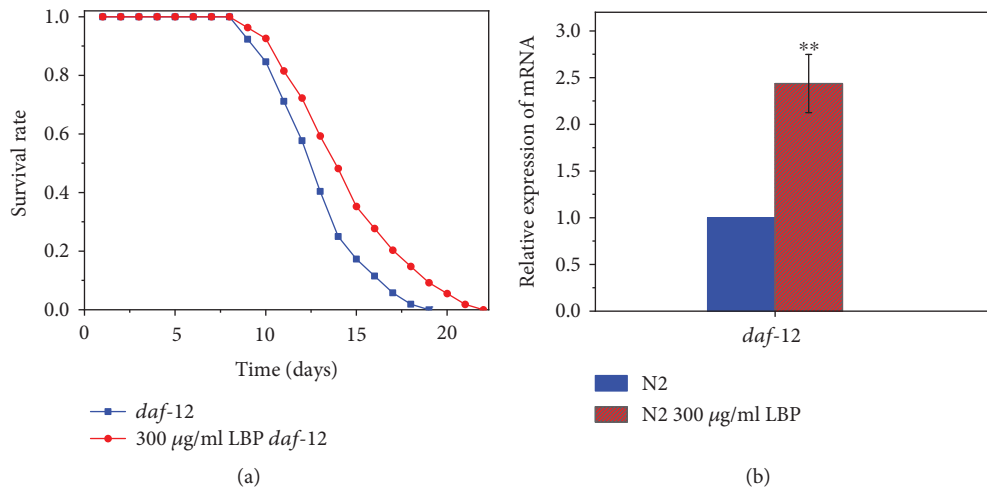 1.0
0.8
0.6
0.4
0.2
0.0
Survival rate
0
5
10
15
20
Time (days)
daf-12
300 μg/ml LBP daf-12
(a)
3.0
2.5
2.0
1.5
1.0
0.5
0.0
Relative expression of mRNA
**
daf-12
N2
N2 300 μg/ml LBP
(b)